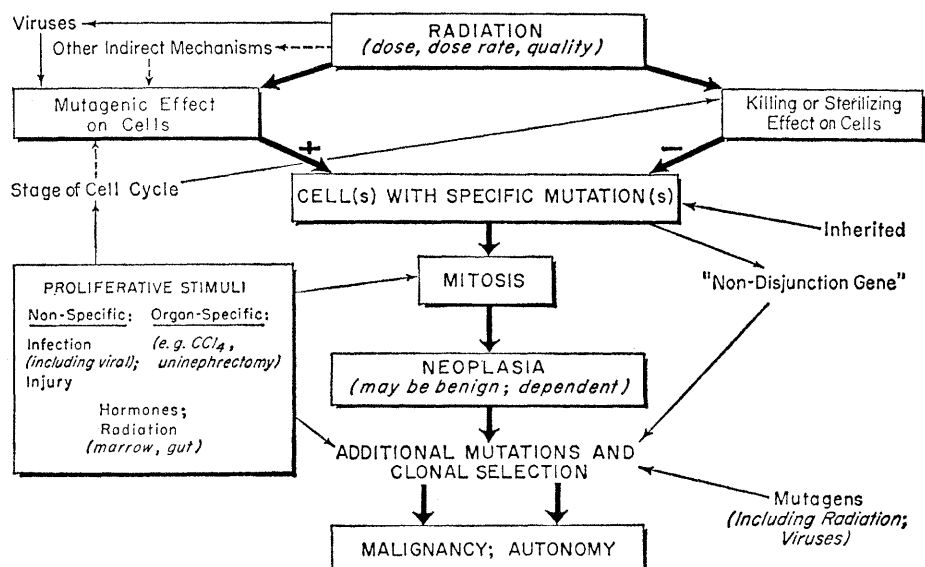 Viruses
RADIATION
(dose, dose rate, quality)
Other Indirect Mechanisms
Mutagenic Effect
on Cells
Killing or Sterilizing
Effect on Cells
+
−
Stage of Cell Cycle
CELL(s) WITH SPECIFIC MUTATION(s)
Inherited
PROLIFERATIVE STIMULI
Non-Specific:
Organ-Specific:
Infection
(including viral);
Injury
(e.g. CCl4,
uninephrectomy)
Hormones;
Radiation
(marrow, gut)
MITOSIS
"Non-Disjunction Gene"
NEOPLASIA
(may be benign; dependent)
ADDITIONAL MUTATIONS AND
CLONAL SELECTION
Mutagens
(Including Radiation;
Viruses)
MALIGNANCY; AUTONOMY